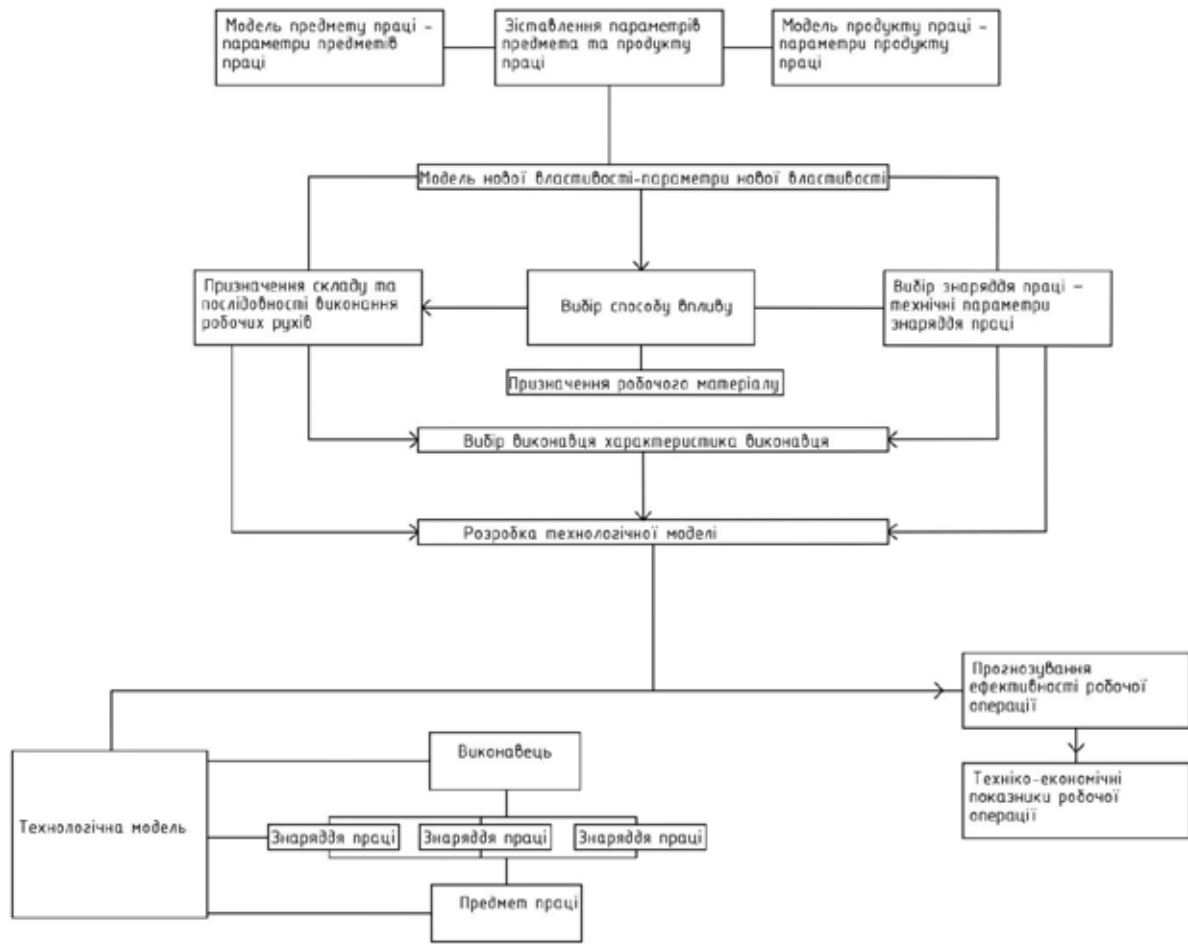 Модель предмету праці –
параметри предметів
праці
Зіставлення параметрів
предмета та продукту
праці
Модель продукту праці –
параметри продукту
праці
Модель нової властивості-параметри нової властивості
Призначення складу та
послідовності виконання
робочих рухів
Вибір способу впливу
Вибір знаряддя праці –
технічні параметри
знаряддя праці
Призначення робочого матеріалу
Вибір виконавця характеристика виконавця
Розробка технологічної моделі
Прогнозування
ефективності робочої
операції
Техніко-економічні
показники робочої
операції
Виконавець
Технологічна модель
Знаряддя праці
Знаряддя праці
Знаряддя праці
Предмет праці